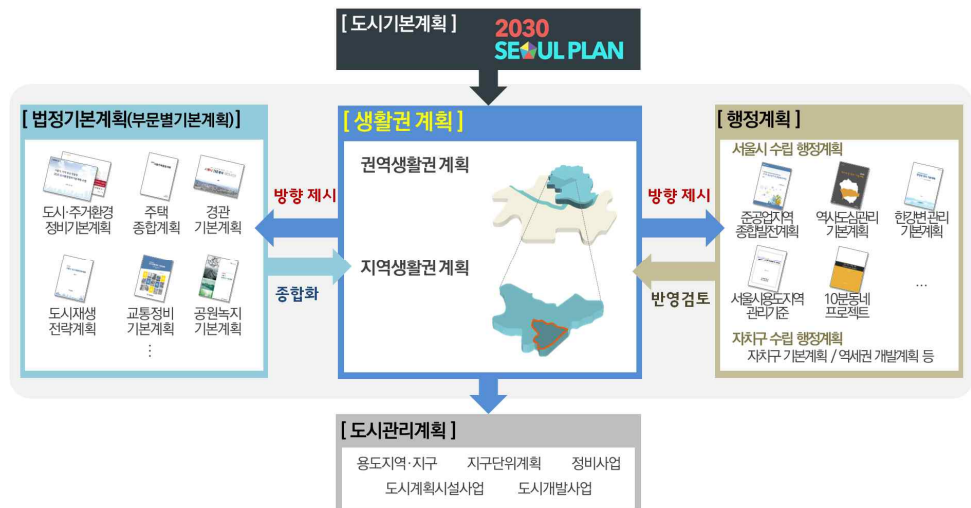 [ 도시기본계획 ]
2030
SEOUL PLAN
[ 법정기본계획(부문별기본계획)]
도시·주거환경
정비기본계획
주택
종합계획
경관
기본계획
도시재생
전략계획
교통정비
기본계획
공원녹지
기본계획
⋮
방향 제시
종합화
[ 생활권 계획 ]
권역생활권 계획
지역생활권 계획
방향 제시
반영검토
[ 행정계획 ]
서울시 수립 행정계획
준공업지역
종합발전계획
역사도심관리
기본계획
한강변관리
기본계획
서울시용도지역
관리기준
10분동네
프로젝트
…
자치구 수립 행정계획
자치구 기본계획 / 역세권 개발계획 등
[ 도시관리계획 ]
용도지역·지구 지구단위계획 정비사업
도시계획시설사업 도시개발사업